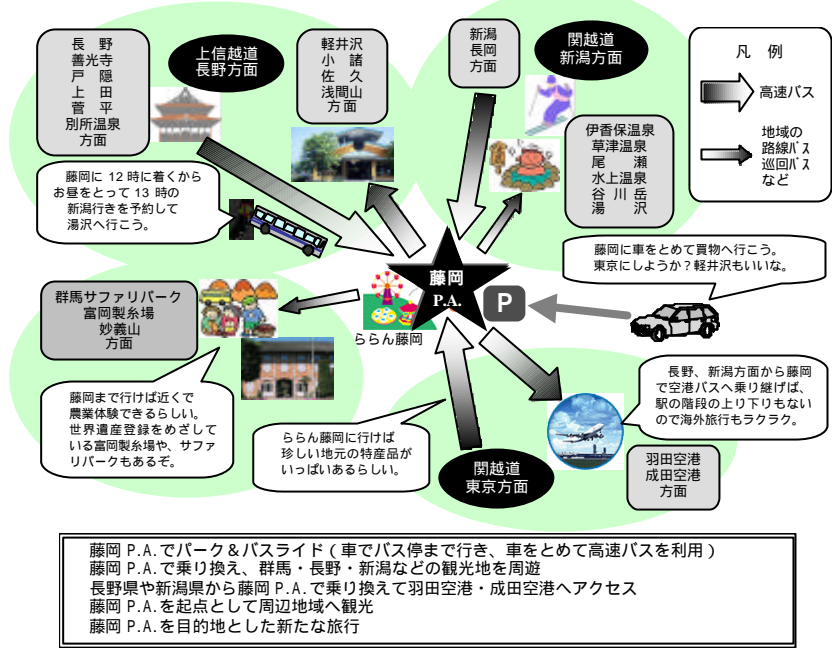 長 野
善光寺
戸 隠
上 田
菅 平
別所温泉
方面
上信越道
長野方面
軽井沢
小 諸
佐 久
浅間山
方面
新潟
長岡
方面
関越道
新潟方面
凡 例
高速バス
地域の
路線バス
巡回バス
など
伊香保温泉
草津温泉
尾 瀬
水上温泉
谷 川 岳
湯 沢
藤岡に 12 時に着くから
お昼をとって 13 時の
新潟行きを予約して
湯沢へ行こう。
藤岡に車をとめて買物へ行こう。
東京にしようか?軽井沢もいいな。
藤岡
P.A.
P
ららん藤岡
群馬サファリパーク
富岡製糸場
妙義山
方面
藤岡まで行けば近くで
農業体験できるらしい。
世界遺産登録をめざして
いる富岡製糸場や、サファ
リパークもあるぞ。
ららん藤岡に行けば
珍しい地元の特産品が
いっぱいあるらしい。
関越道
東京方面
長野、新潟方面から藤岡
で空港バスへ乗り継げば、
駅の階段の上り下りもない
ので海外旅行もラクラク。
羽田空港
成田空港
方面
藤岡 P.A.でパーク&バスライド(車でバス停まで行き、車をとめて高速バスを利用)
藤岡 P.A.で乗り換え、群馬・長野・新潟などの観光地を周遊
長野県や新潟県から藤岡 P.A.で乗り換えて羽田空港・成田空港へアクセス
藤岡 P.A.を起点として周辺地域へ観光
藤岡 P.A.を目的地とした新たな旅行